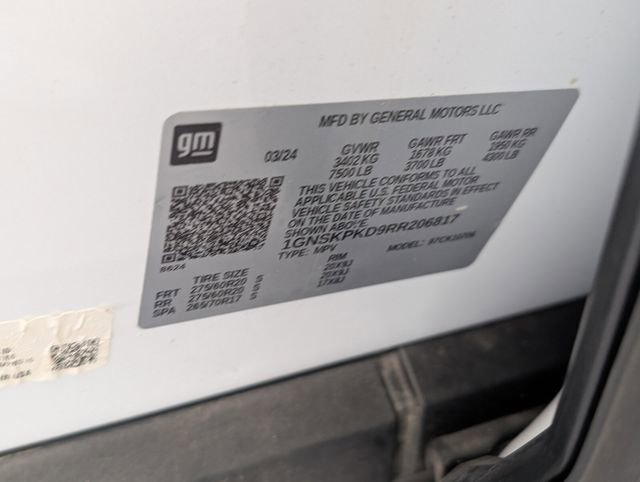 gm
MFD BY GENERAL MOTORS LLC
03/24
GVWR GAWR FRT GAWR RR
3402 KG 1678 KG 1950 KG
7500 LB 3700 LB 4300 LB
THIS VEHICLE CONFORMS TO ALL
APPLICABLE U.S. FEDERAL MOTOR
VEHICLE SAFETY STANDARDS IN EFFECT
ON THE DATE OF MANUFACTURE
SHOWN ABOVE.
1GNSKPKD9RR206817
TYPE: MPV MODEL:
8624
TIRE SIZE RIM
FRT 275/60R20 S 20X9J
RR 275/60R20 S 20X9J
SPA 265/70R17 S 17X8J
USA